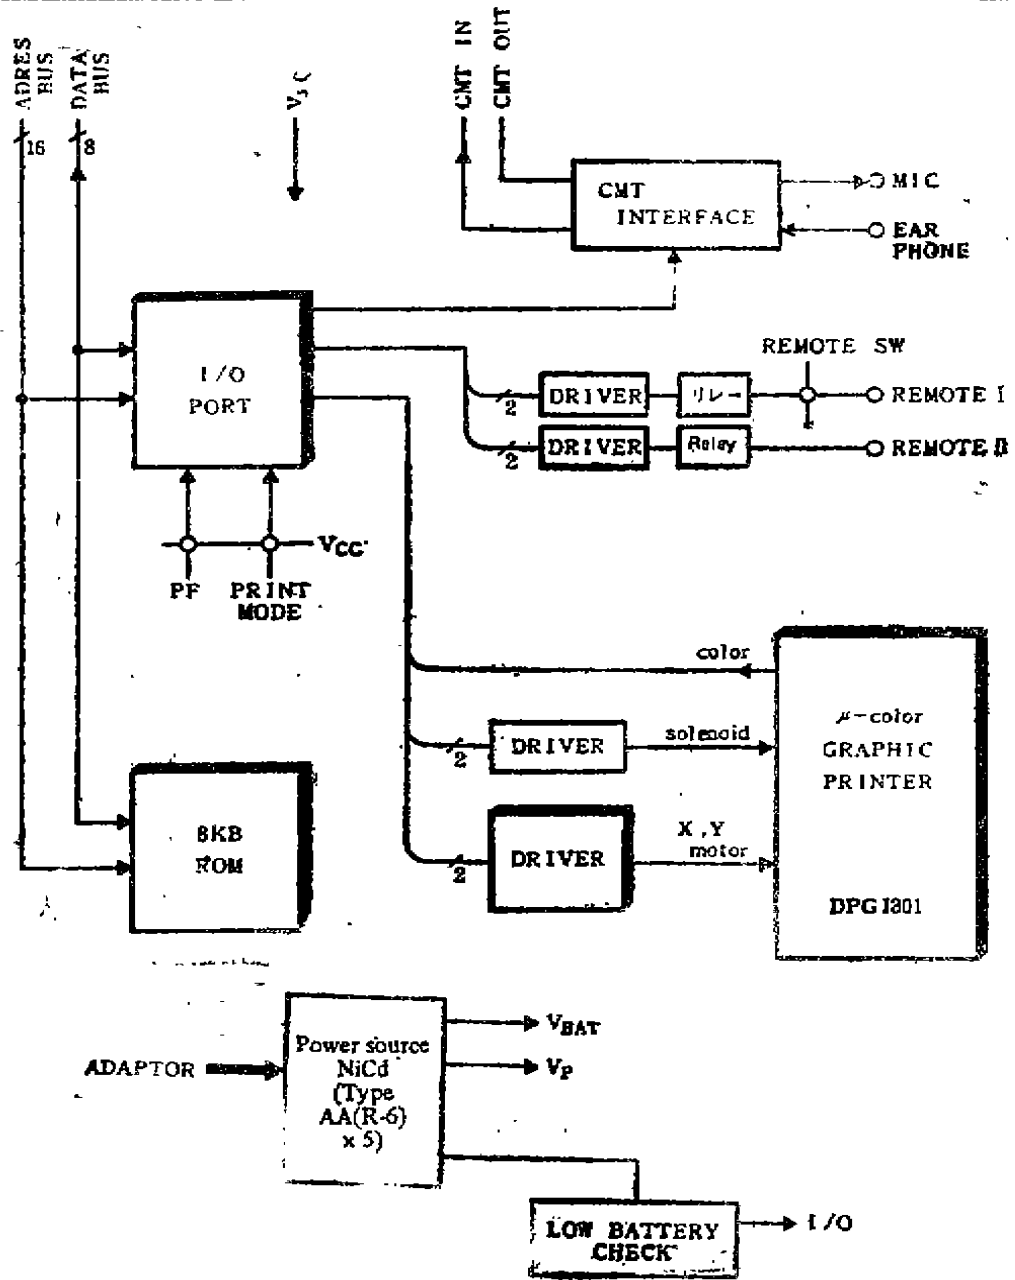 ADRES
BUS
DATA
BUS
16
8
CMT IN
CMT OUT
CMT
INTERFACE
MIC
EAR
PHONE
I/O
PORT
REMOTE SW
2
DRIVER
リレー
REMOTE I
2
DRIVER
Relay
REMOTE II
VCC
PF
PRINT
MODE
color
μ-color
GRAPHIC
PRINTER
2
DRIVER
solenoid
8KB
ROM
2
DRIVER
X,Y
motor
DPG1301
ADAPTOR
Power source
NiCd
(Type
AA(R-6)
x 5)
VBAT
VP
LOW BATTERY
CHECK
I/O